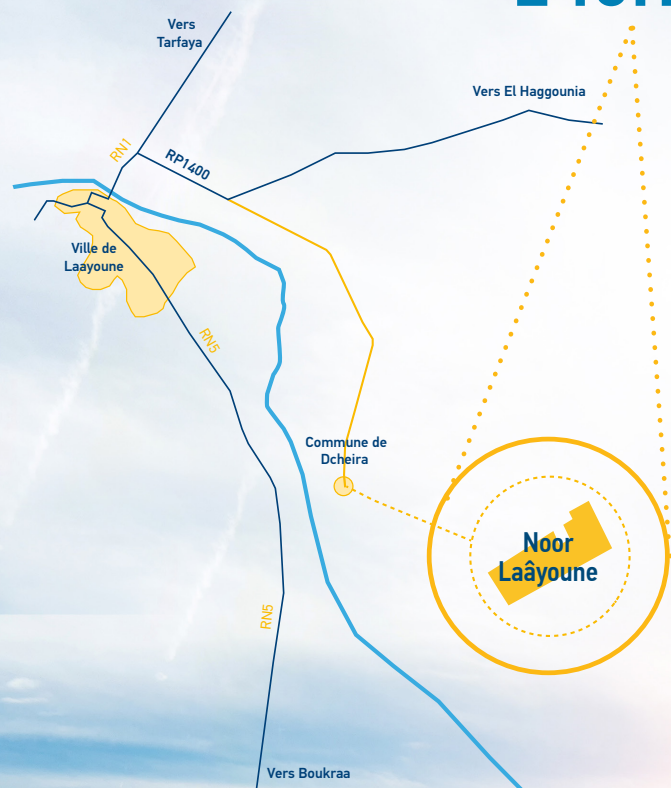 Vers
Tarfaya
Vers El Haggounia
RN1
RP1400
Ville de
Laayoune
RN5
Commune de
Dcheira
Noor
Laâyoune
RN5
Vers Boukraa